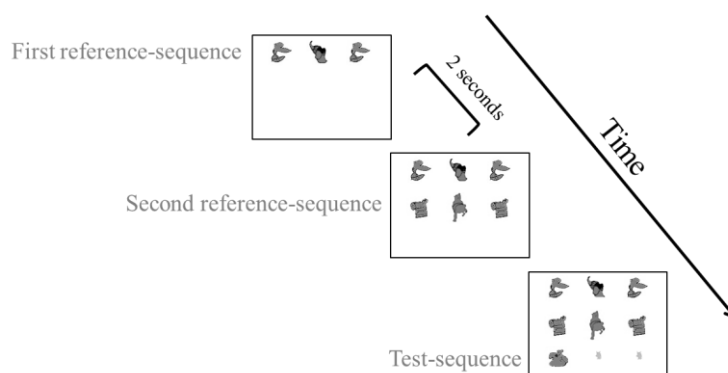 First reference-sequence
2 seconds
Time
Second reference-sequence
Test-sequence